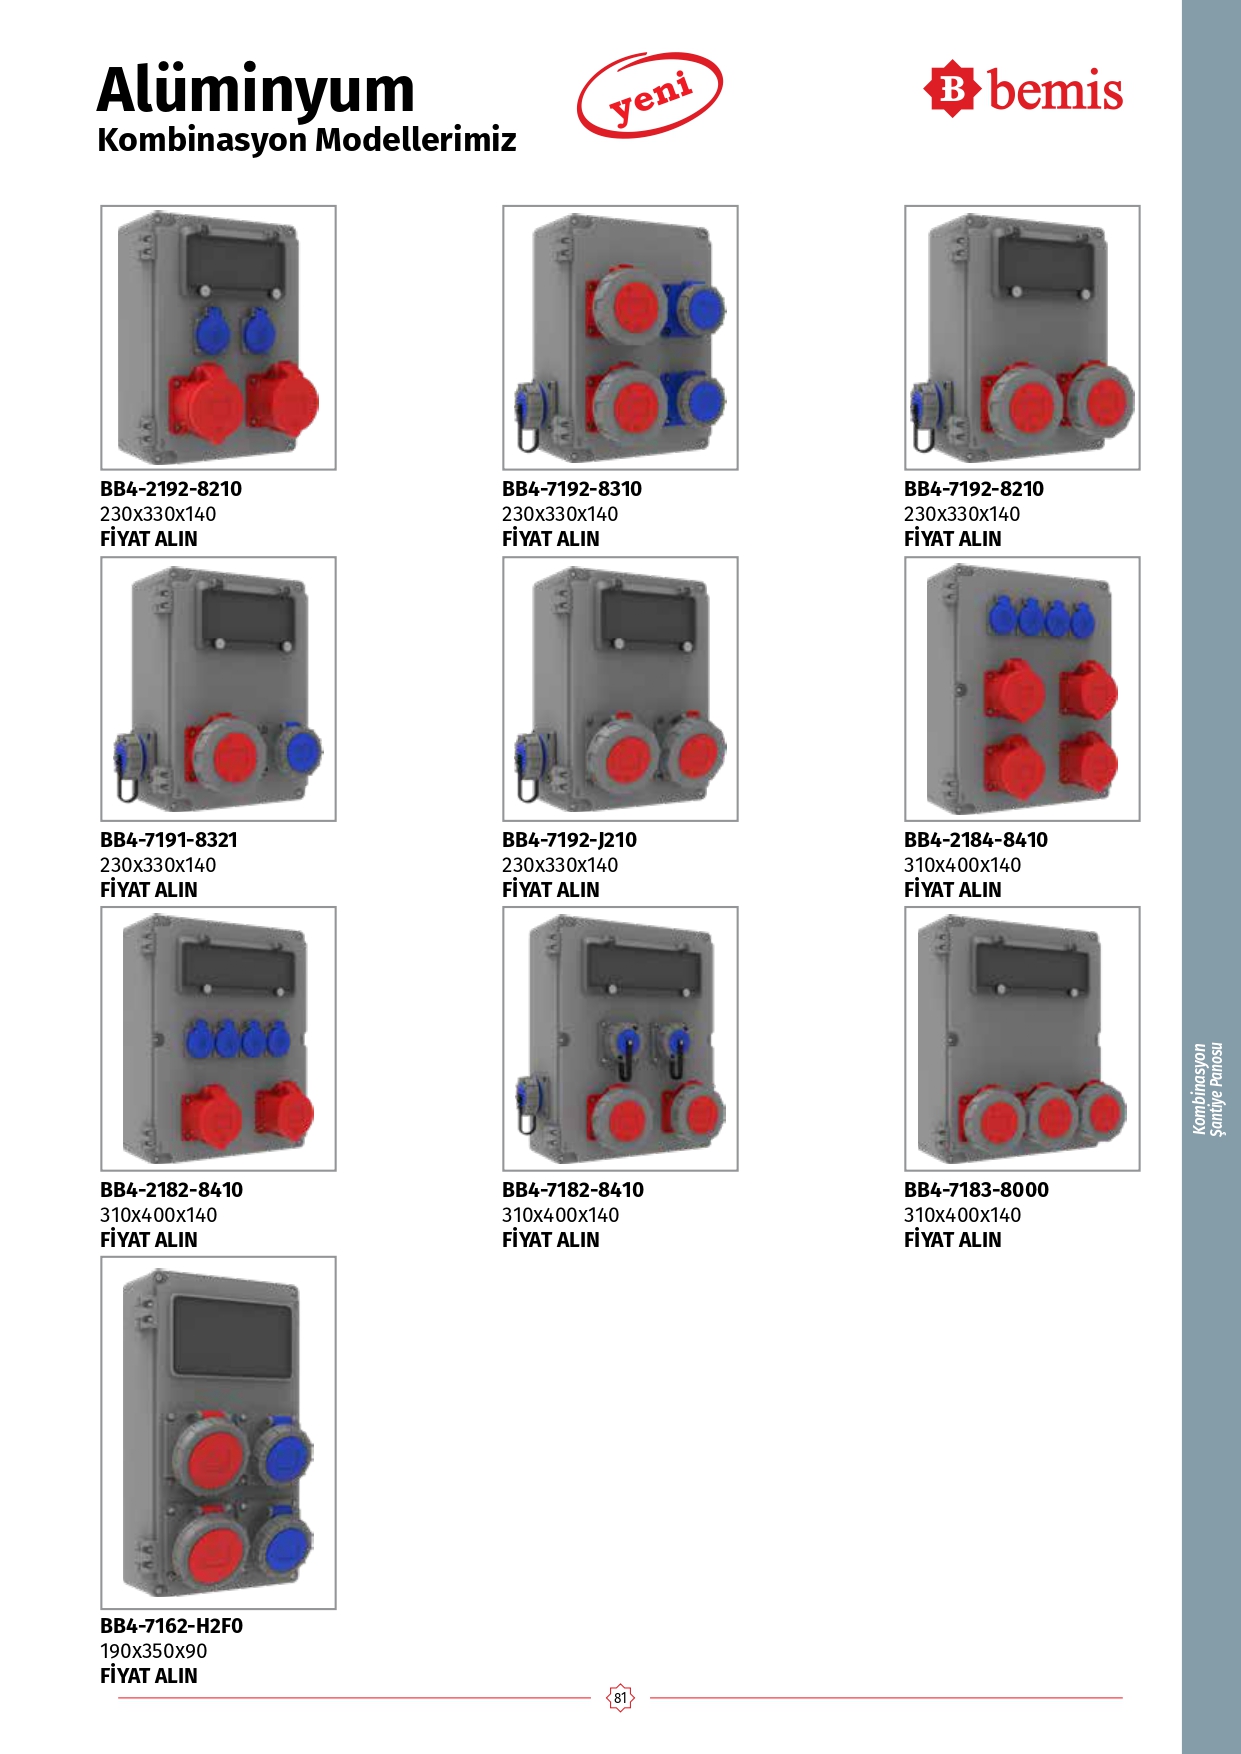 Alüminyum
Kombinasyon Modellerimiz
yeni
B bemis
BB4-2192-8210
230x330x140
FİYAT ALIN
BB4-7192-8310
230x330x140
FİYAT ALIN
BB4-7192-8210
230x330x140
FİYAT ALIN
BB4-7191-8321
230x330x140
FİYAT ALIN
BB4-7192-J210
230x330x140
FİYAT ALIN
BB4-2184-8410
310x400x140
FİYAT ALIN
BB4-2182-8410
310x400x140
FİYAT ALIN
BB4-7182-8410
310x400x140
FİYAT ALIN
BB4-7183-8000
310x400x140
FİYAT ALIN
BB4-7162-H2F0
190x350x90
FİYAT ALIN
Kombinasyon
Şantiye Panosu
81